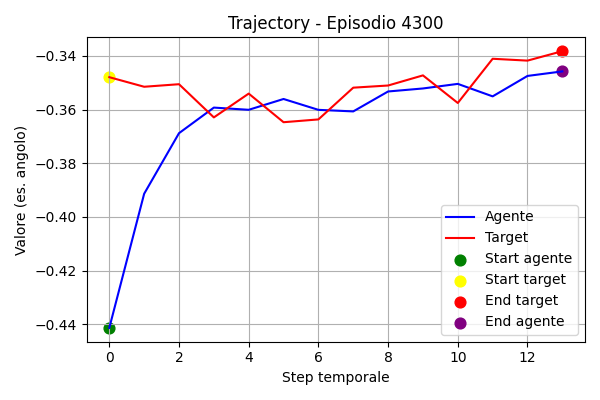 Trajectory - Episodio 4300
Valore (es. angolo)
−0.34
−0.36
−0.38
−0.40
−0.42
−0.44
0
2
4
6
8
10
12
Step temporale
Agente
Target
Start agente
Start target
End target
End agente